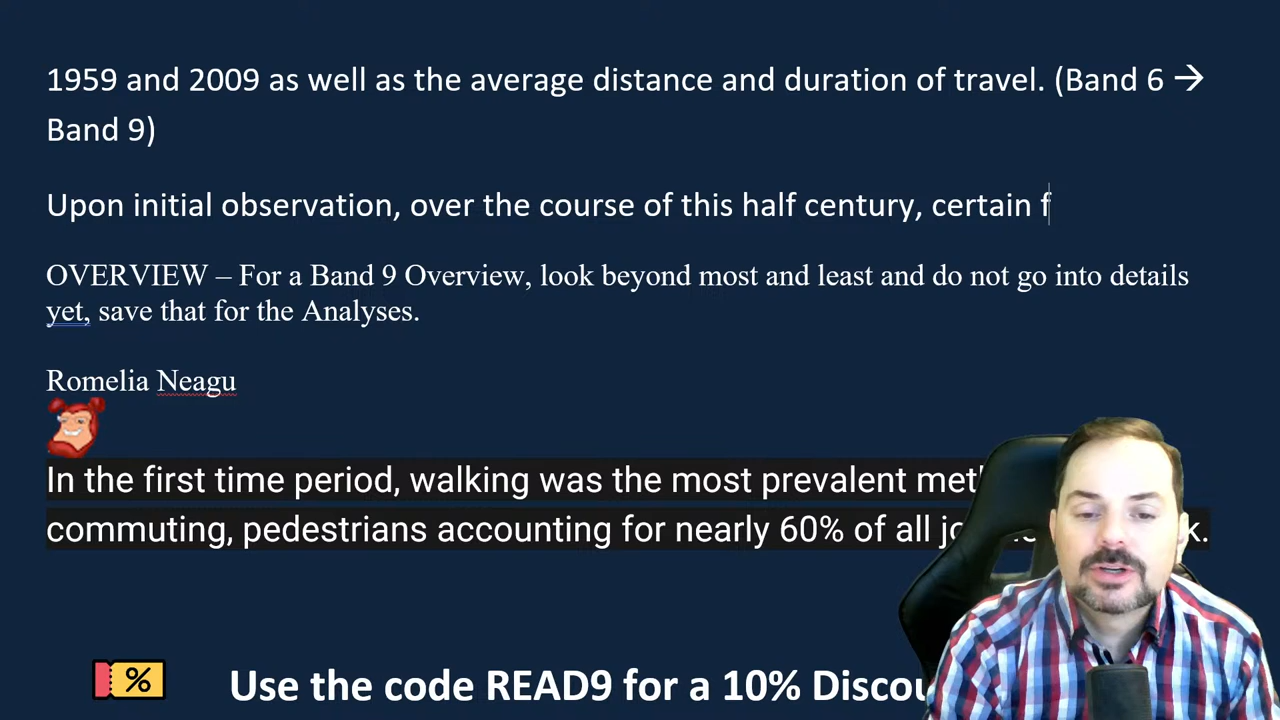 1959 and 2009 as well as the average distance and duration of travel. (Band 6 →
Band 9)
Upon initial observation, over the course of this half century, certain f
OVERVIEW – For a Band 9 Overview, look beyond most and least and do not go into details
yet, save that for the Analyses.
Romelia Neagu
In the first time period, walking was the most prevalent
commuting, pedestrians accounting for nearly 60% of all
% Use the code READ9 for a 10%